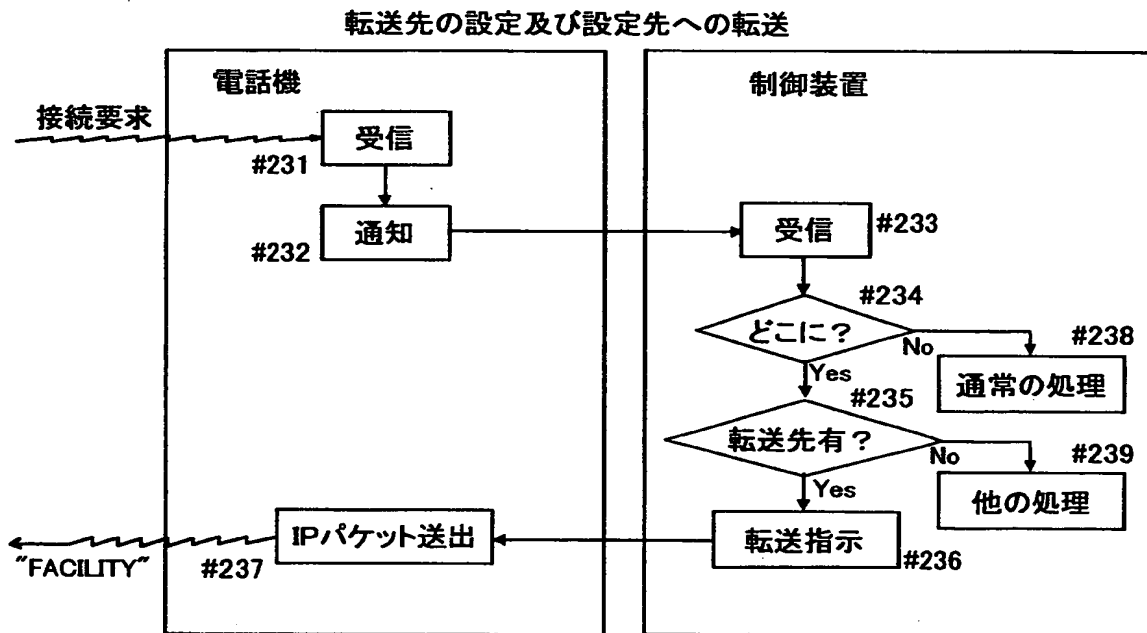 転送先の設定及び設定先への転送
電話機
制御装置
接続要求
受信
#231
通知
#232
受信
#233
どこに?
#234
No
#238
通常の処理
Yes
#235
転送先有?
No
#239
他の処理
Yes
転送指示
#236
IPパケット送出
#237
"FACILITY"